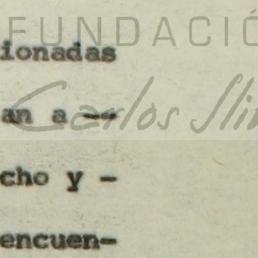 FUNDACIÓ
ionadas
an a --
Carlos Slim
cho y -
encuen-